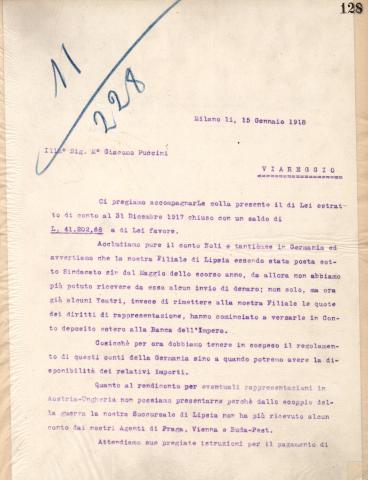 128
11
228
Milano li, 15 Gennaio 1918
Ill.º Sig. Mº Giacomo Puccini
VIAREGGIO
Ci pregiamo accompagnarLe colla presente il di Lei estrat-
to di conto al 31 Dicembre 1917 chiuso con un saldo di
L. 41.202,68 a di Lei favore.
Accludiamo pure il conto Noli e tantièmes in Germania ed
avvertiamo che la nostra Filiale di Lipsia essendo stata posta sot-
to Sindacato sin dal Maggio dello scorso anno, da allora non abbiamo
più potuto ricevere da essa alcun invio di denaro; non solo, ma ora
già alcuni Teatri, invece di rimettere alla nostra Filiale le quote
dei diritti di rappresentazione, hanno cominciato a versarle in Con-
to deposito estero alla Banca dell'Impero.
Cosicchè per ora dobbiamo tenere in sospeso il regolamen-
to di questi conti della Germania sino a quando potremo avere la di-
sponibilità dei relativi importi.
Quanto al rendiconto per eventuali rappresentazioni in
Austria-Ungheria non possiamo presentarne perchè dallo scoppio del-
la guerra la nostra Succursale di Lipsia non ha più ricevuto alcun
conto dai nostri Agenti di Praga, Vienna e Buda-Pest.
Attendiamo sue pregiate istruzioni per il pagamento di